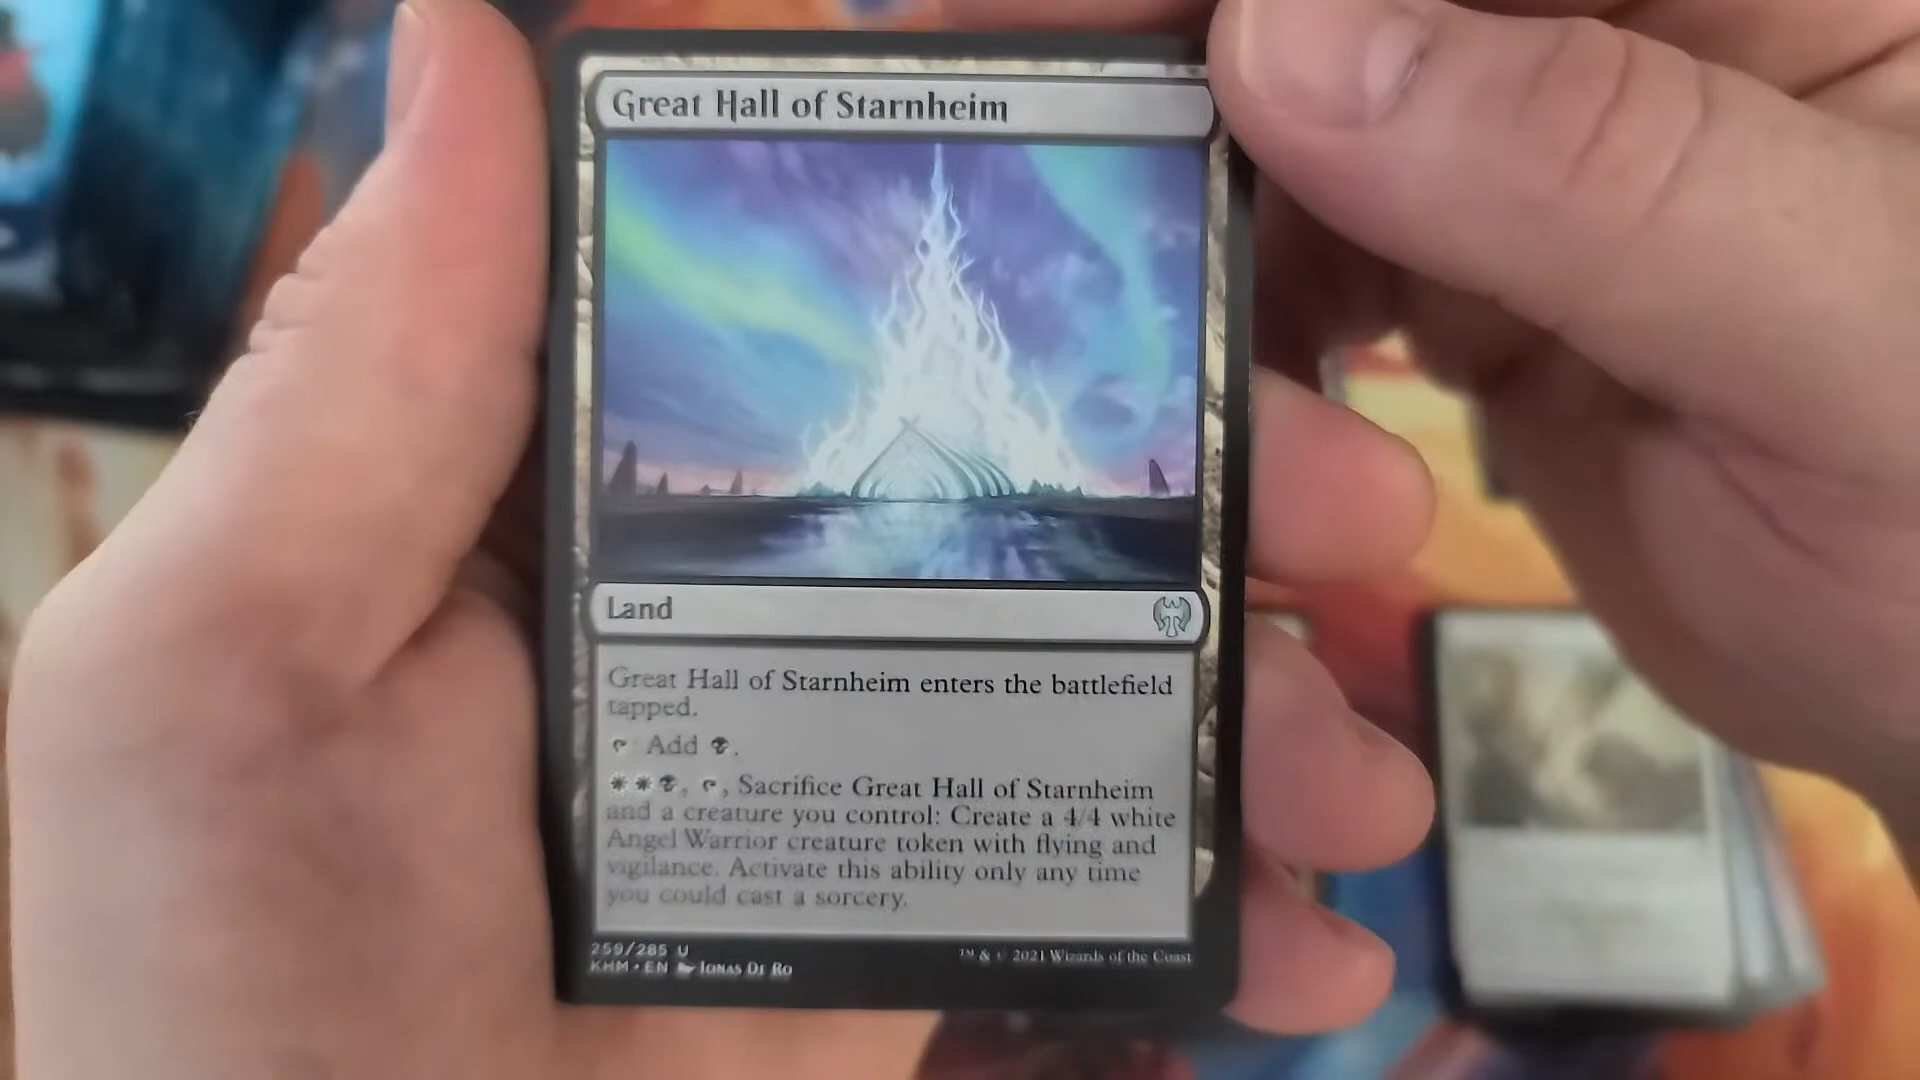 Great Hall of Starnheim
Land
Great Hall of Starnheim enters the battlefield
tapped.
: Add .
, , Sacrifice Great Hall of Starnheim
and a creature you control: Create a 4/4 white
Angel Warrior creature token with flying and
vigilance. Activate this ability only any time
you could cast a sorcery.
259/285 U
KHM • EN Jonas De Ro
™ & © 2021 Wizards of the Coast